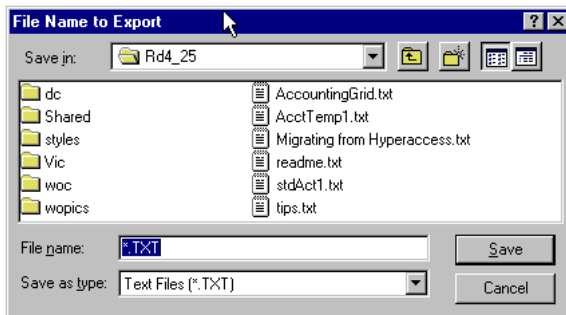 File Name to Export
Save in: Rd4_25
dc
Shared
styles
Vic
woc
wopics
AccountingGrid.txt
AcctTemp1.txt
Migrating from Hyperaccess.txt
readme.txt
stdAct1.txt
tips.txt
File name: *.TXT Save
Save as type: Text Files (*.TXT) Cancel